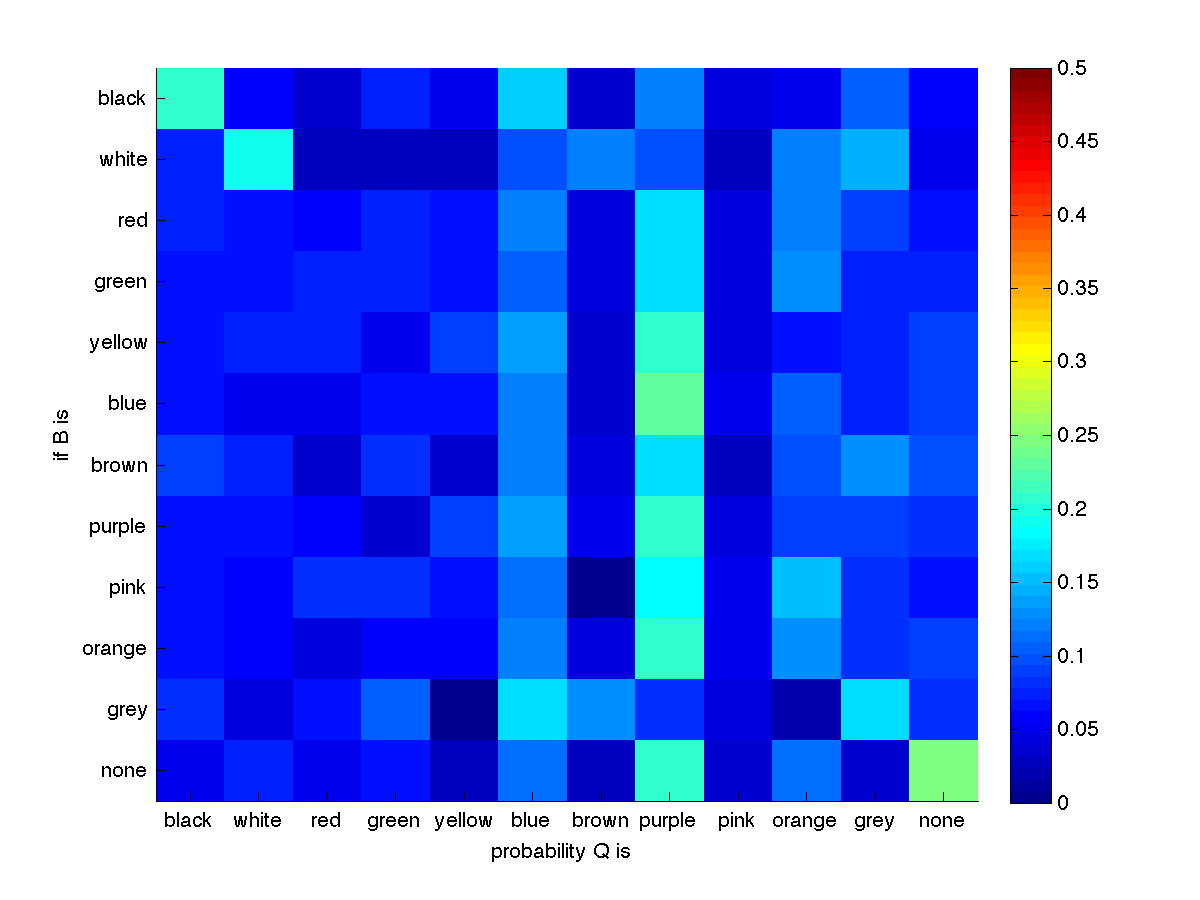 black
white
red
green
yellow
blue
brown
purple
pink
orange
grey
none
if B is
black white red green yellow blue brown purple pink orange grey none
probability Q is
0.5
0.45
0.4
0.35
0.3
0.25
0.2
0.15
0.1
0.05
0